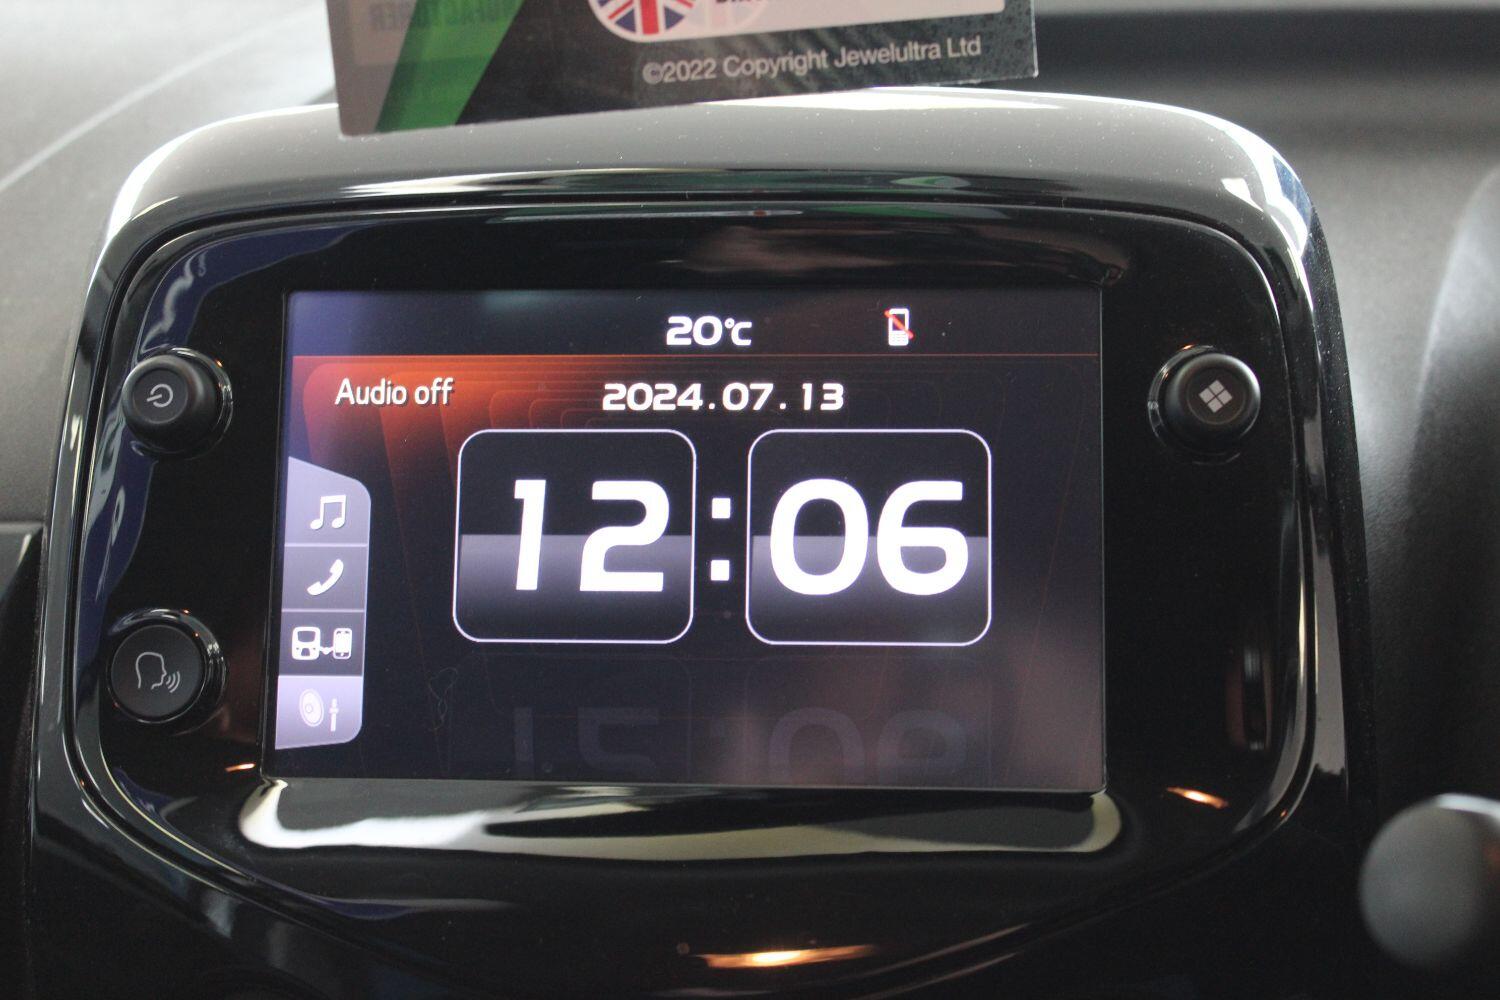 ©2022 Copyright Jewelultra Ltd
20°C
Audio off
2024.07.13
12:06